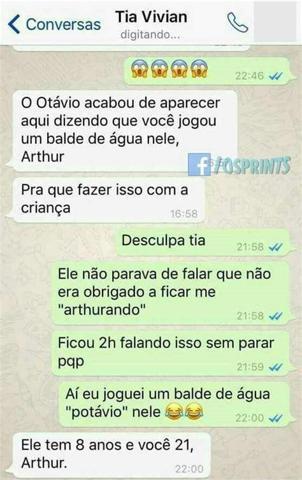 Conversas
Tia Vivian
digitando...
😱😱😱😱
22:46
O Otávio acabou de aparecer
aqui dizendo que você jogou
um balde de água nele,
Arthur
f/OSPRINTS
Pra que fazer isso com a
criança
16:58
Desculpa tia
21:58
Ele não parava de falar que não
era obrigado a ficar me
"arthurando"
21:58
Ficou 2h falando isso sem parar
pqp
21:59
Aí eu joguei um balde de água
"potávio" nele 😂😂
22:00
Ele tem 8 anos e você 21,
Arthur.
22:00